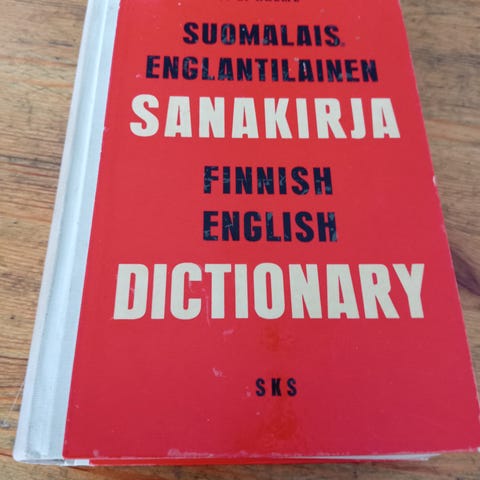 SUOMALAIS.
ENGLANTILAINEN
SANAKIRJA
FINNISH
ENGLISH
DICTIONARY
SKS